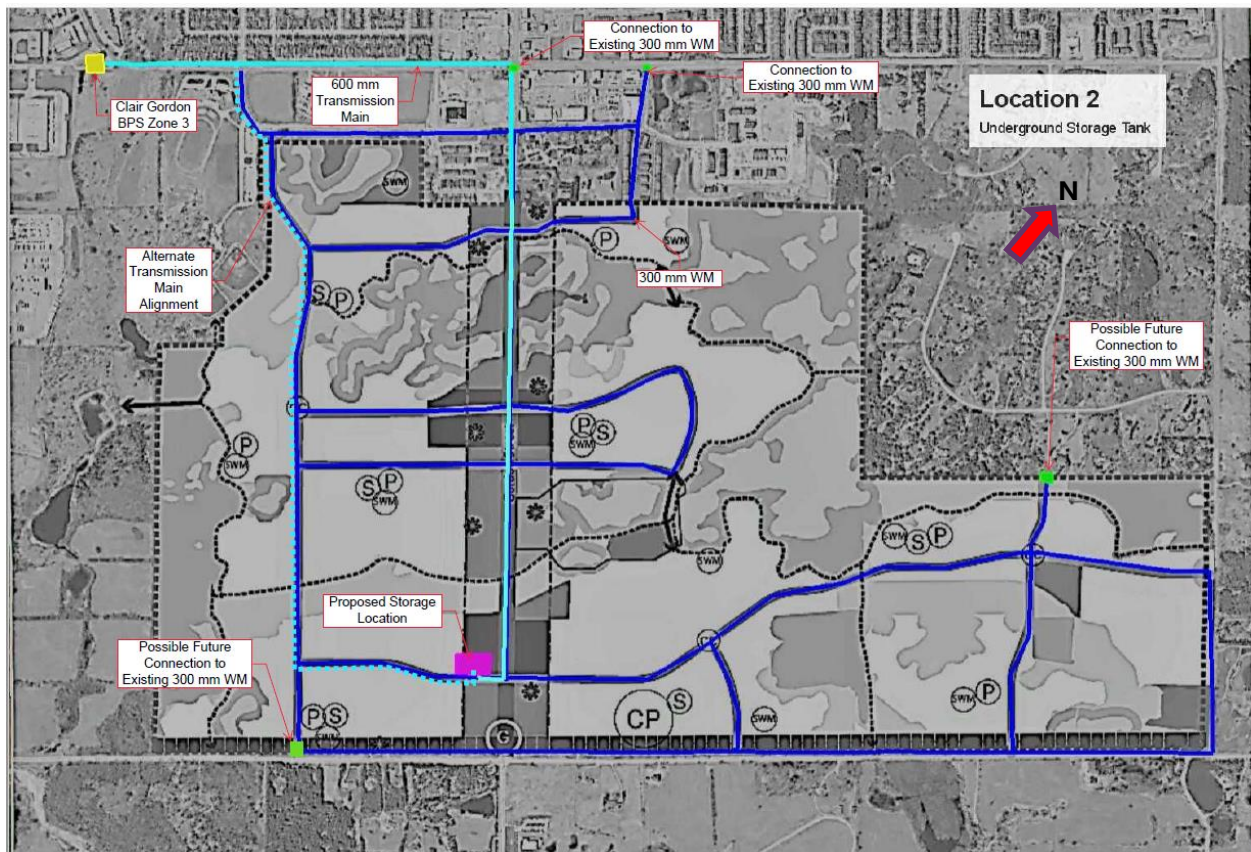 Connection to
Existing 300 mm WM
Connection to
Existing 300 mm WM
Location 2
Underground Storage Tank
Clair Gordon
BPS Zone 3
600 mm
Transmission
Main
N
SWM
Alternate
Transmission
Main
Alignment
P
SWM
300 mm WM
S
P
Possible Future
Connection to
Existing 300 mm WM
P
S
SWM
P
SWM
S
P
SWM
SWM
S
P
SWM
Proposed Storage
Location
Possible Future
Connection to
Existing 300 mm WM
P
S
SWM
G
CP
S
SWM
SWM
P